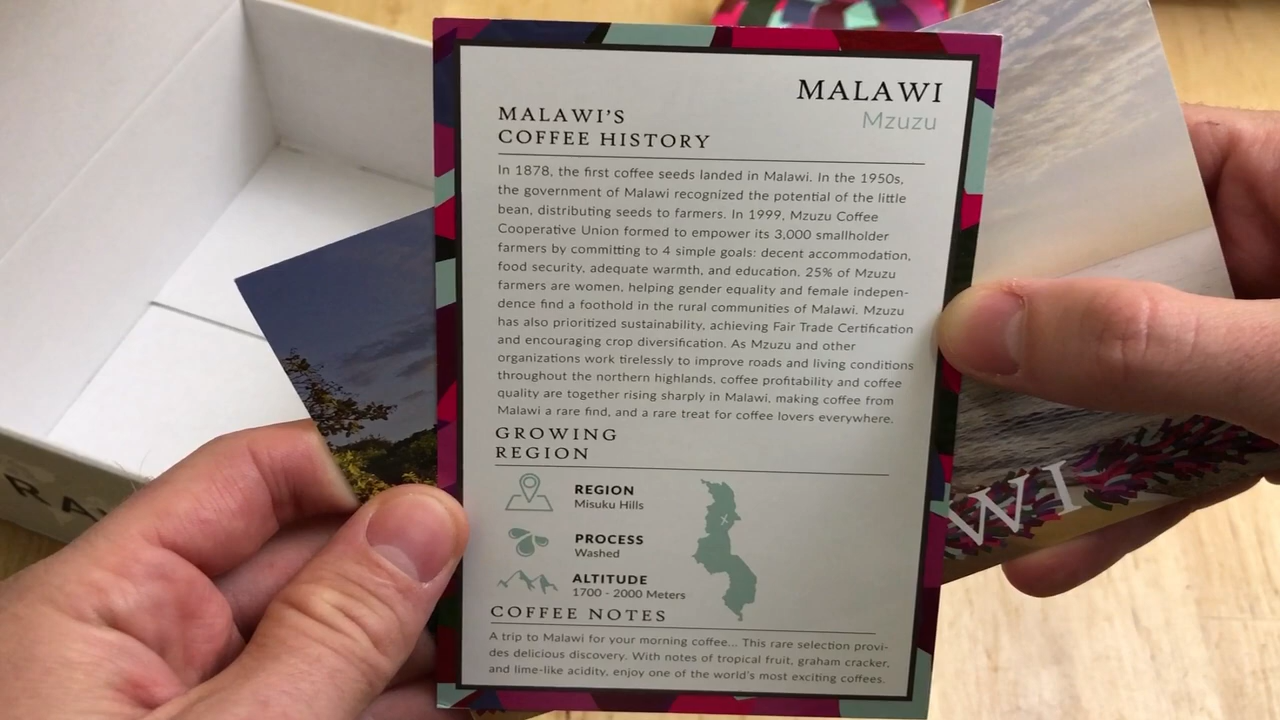 MALAWI
Mzuzu
MALAWI'S
COFFEE HISTORY
In 1878, the first coffee seeds landed in Malawi. In the 1950s,
the government of Malawi recognized the potential of the little
bean, distributing seeds to farmers. In 1999, Mzuzu Coffee
Cooperative Union formed to empower its 3,000 smallholder
farmers by committing to 4 simple goals: decent accommodation,
food security, adequate warmth, and education. 25% of Mzuzu
farmers are women, helping gender equality and female indepen-
dence find a foothold in the rural communities of Malawi. Mzuzu
has also prioritized sustainability, achieving Fair Trade Certification
and encouraging crop diversification. As Mzuzu and other
organizations work tirelessly to improve roads and living conditions
throughout the northern highlands, coffee profitability and coffee
quality are together rising sharply in Malawi, making coffee from
Malawi a rare find, and a rare treat for coffee lovers everywhere.
GROWING
REGION
REGION
Misuku Hills
PROCESS
Washed
ALTITUDE
1700 - 2000 Meters
COFFEE NOTES
A trip to Malawi for your morning coffee... This rare selection provi-
des delicious discovery. With notes of tropical fruit, graham cracker,
and lime-like acidity, enjoy one of the world's most exciting coffees.
WI